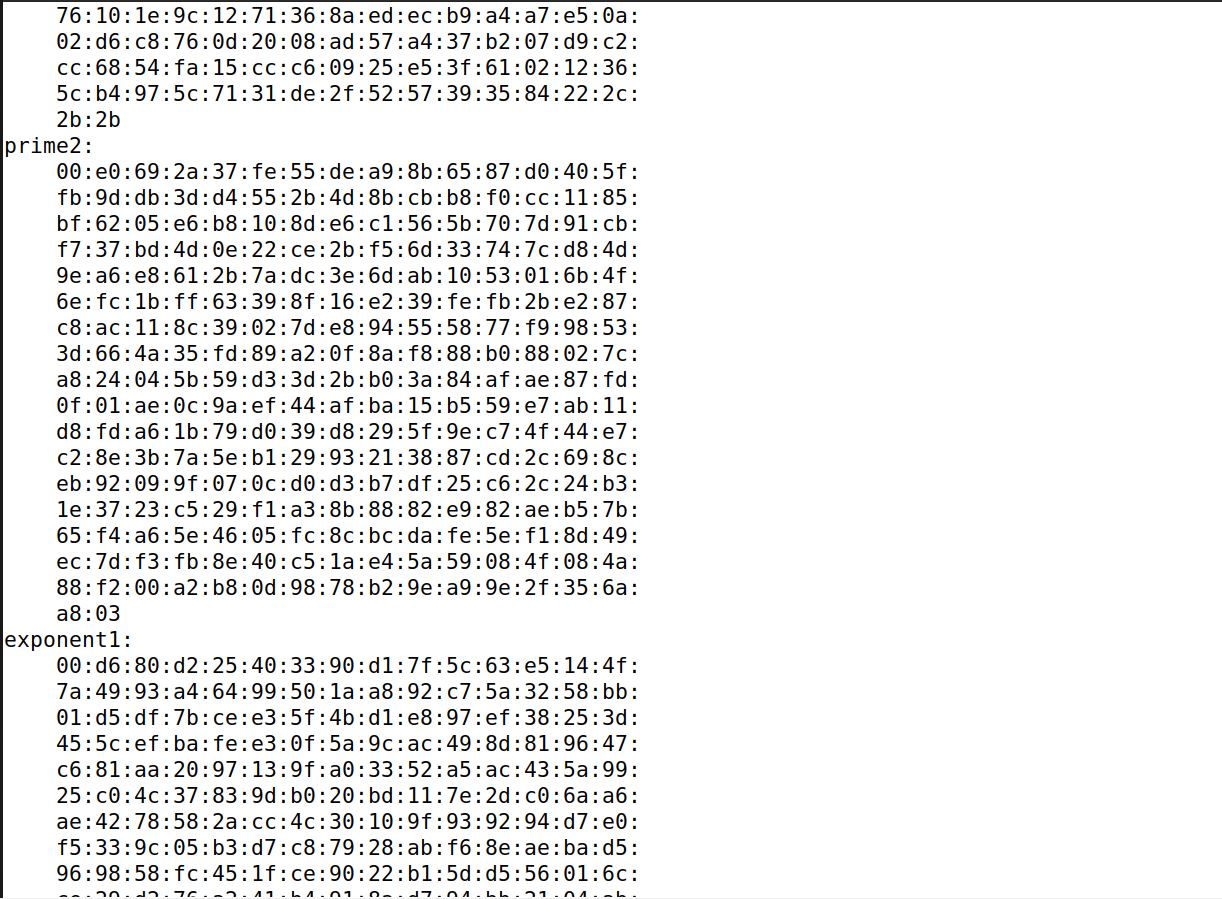 76:10:1e:9c:12:71:36:8a:ed:ec:b9:a4:a7:e5:0a:
02:d6:c8:76:0d:20:08:ad:57:a4:37:b2:07:d9:c2:
cc:68:54:fa:15:cc:c6:09:25:e5:3f:61:02:12:36:
5c:b4:97:5c:71:31:de:2f:52:57:39:35:84:22:2c:
2b:2b
prime2:
00:e0:69:2a:37:fe:55:de:a9:8b:65:87:d0:40:5f:
fb:9d:db:3d:d4:55:2b:4d:8b:cb:b8:f0:cc:11:85:
bf:62:05:e6:b8:10:8d:e6:c1:56:5b:70:7d:91:cb:
f7:37:bd:4d:0e:22:ce:2b:f5:6d:33:74:7c:d8:4d:
9e:a6:e8:61:2b:7a:dc:3e:6d:ab:10:53:01:6b:4f:
6e:fc:1b:ff:63:39:8f:16:e2:39:fe:fb:2b:e2:87:
c8:ac:11:8c:39:02:7d:e8:94:55:58:77:f9:98:53:
3d:66:4a:35:fd:89:a2:0f:8a:f8:88:b0:88:02:7c:
a8:24:04:5b:59:d3:3d:2b:b0:3a:84:af:ae:87:fd:
0f:01:ae:0c:9a:ef:44:af:ba:15:b5:59:e7:ab:11:
d8:fd:a6:1b:79:d0:39:d8:29:5f:9e:c7:4f:44:e7:
c2:8e:3b:7a:5e:b1:29:93:21:38:87:cd:2c:69:8c:
eb:92:09:9f:07:0c:d0:d3:b7:df:25:c6:2c:24:b3:
1e:37:23:c5:29:f1:a3:8b:88:82:e9:82:ae:b5:7b:
65:f4:a6:5e:46:05:fc:8c:bc:da:fe:5e:f1:8d:49:
ec:7d:f3:fb:8e:40:c5:1a:e4:5a:59:08:4f:08:4a:
88:f2:00:a2:b8:0d:98:78:b2:9e:a9:9e:2f:35:6a:
a8:03
exponent1:
00:d6:80:d2:25:40:33:90:d1:7f:5c:63:e5:14:4f:
7a:49:93:a4:64:99:50:1a:a8:92:c7:5a:32:58:bb:
01:d5:df:7b:ce:e3:5f:4b:d1:e8:97:ef:38:25:3d:
45:5c:ef:ba:fe:e3:0f:5a:9c:ac:49:8d:81:96:47:
c6:81:aa:20:97:13:9f:a0:33:52:a5:ac:43:5a:99:
25:c0:4c:37:83:9d:b0:20:bd:11:7e:2d:c0:6a:a6:
ae:42:78:58:2a:cc:4c:30:10:9f:93:92:94:d7:e0:
f5:33:9c:05:b3:d7:c8:79:28:ab:f6:8e:ae:ba:d5:
96:98:58:fc:45:1f:ce:90:22:b1:5d:d5:56:01:6c: